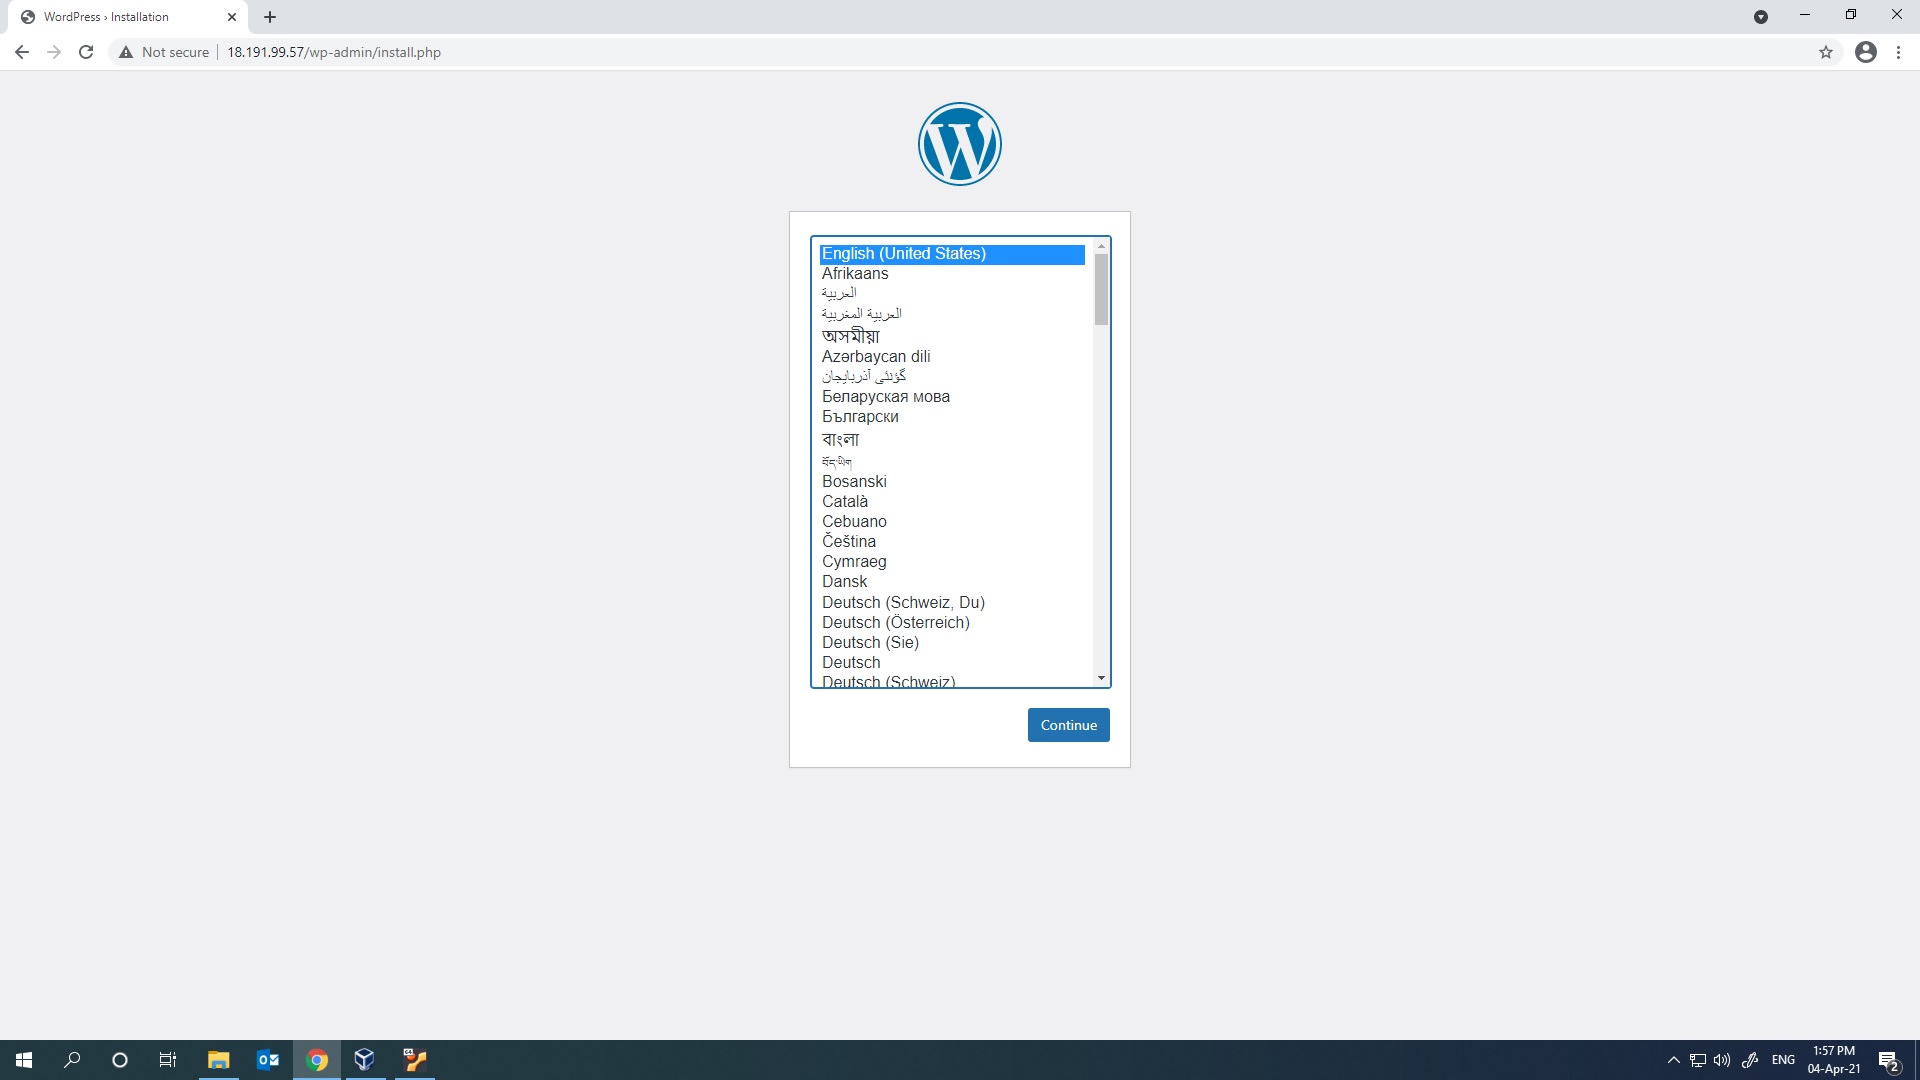 WordPress › Installation
Not secure
18.191.99.57/wp-admin/install.php
English (United States)
Afrikaans
العربية
العربية المغربية
অসমীয়া
Azərbaycan dili
گؤنئی آذربایجان
Беларуская мова
Български
বাংলা
བོད་ཡིག
Bosanski
Català
Cebuano
Čeština
Cymraeg
Dansk
Deutsch (Schweiz, Du)
Deutsch (Österreich)
Deutsch (Sie)
Deutsch
Deutsch (Schweiz)
Continue
ENG
1:57 PM
04-Apr-21
2